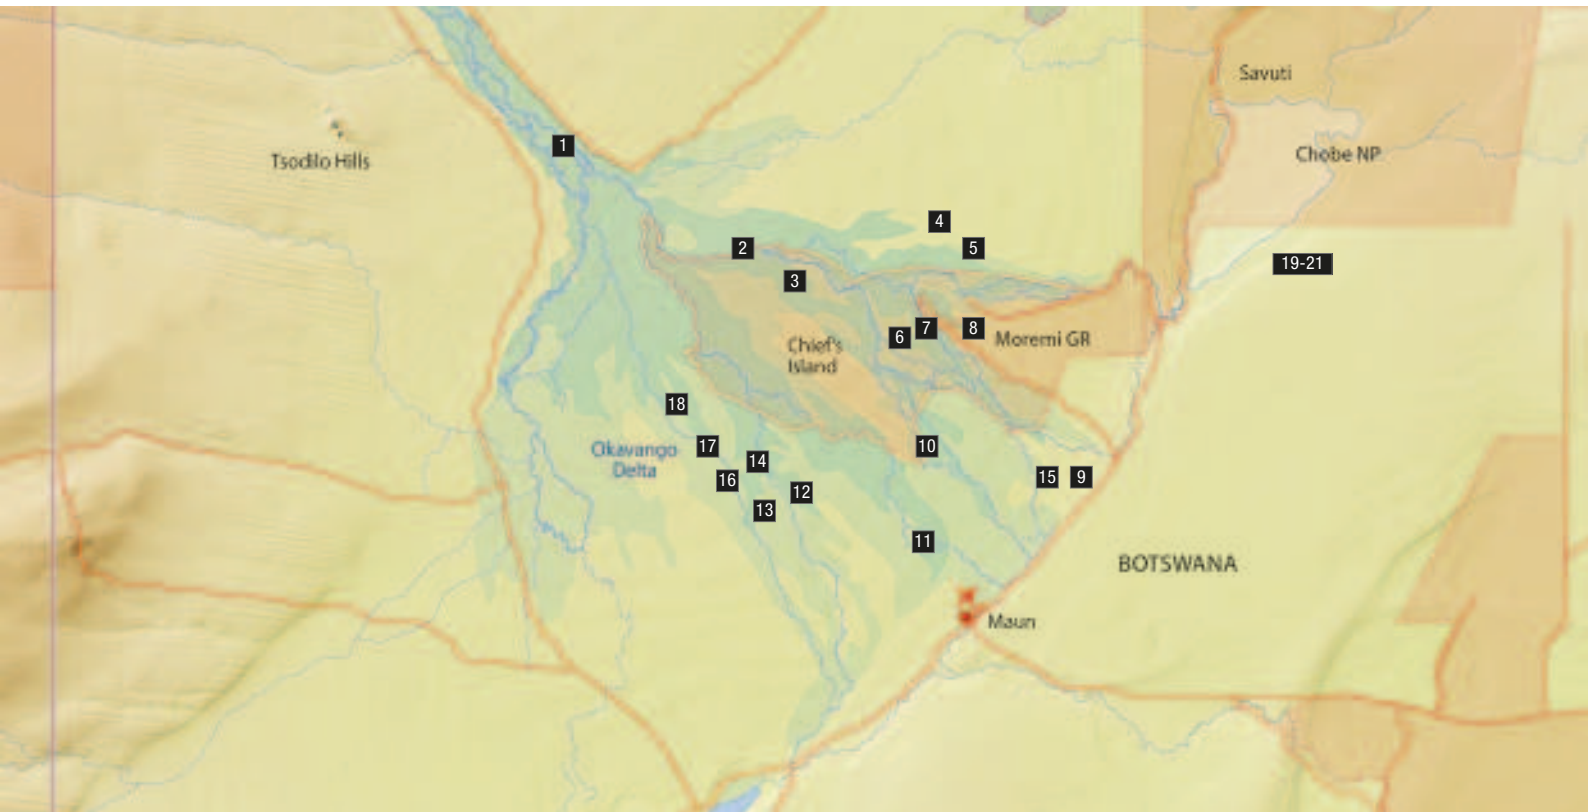 Savuti
1
Chobe NP
Tsodilo Hills
4
2
5
19-21
3
6
7
8
Moremi GR
Chief's
Island
18
17
10
Okavango
Delta
14
16
15
9
12
13
11
BOTSWANA
Maun